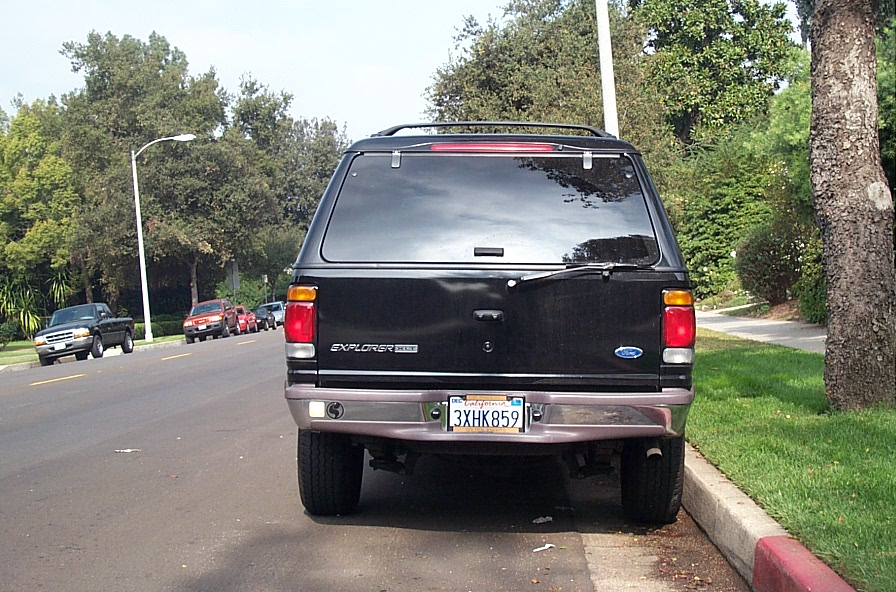 EXPLORER XLT
Ford
DEC California
3XHK859